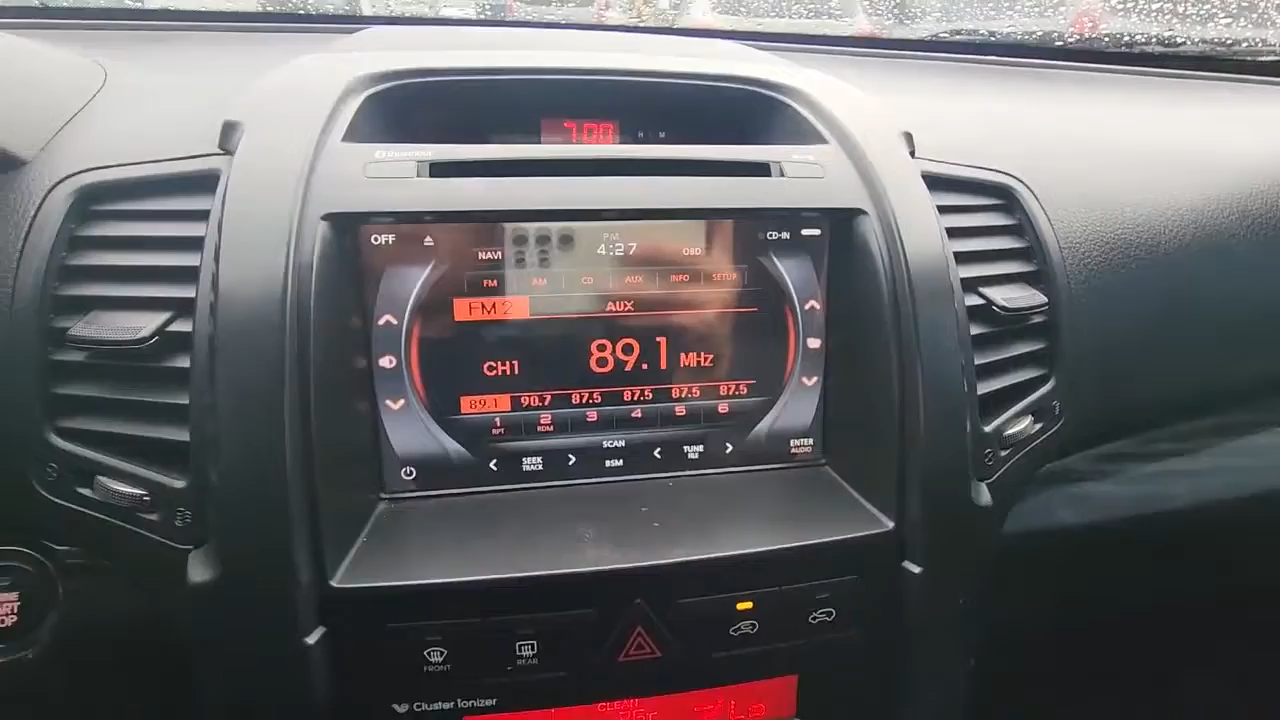 7:00
H M
OFF
CD-IN
NAVI PM 4:27 OBD
FM AM CD AUX INFO SETUP
FM 2 AUX
CH1 89.1 MHz
89.1 90.7 87.5 87.5 87.5 87.5
1 2 3 4 5 6
RPT RDM
SCAN
SEEK TRACK
BSM
TUNE FILE
ENTER
AUDIO
FRONT
REAR
Cluster Ionizer
CLEAN